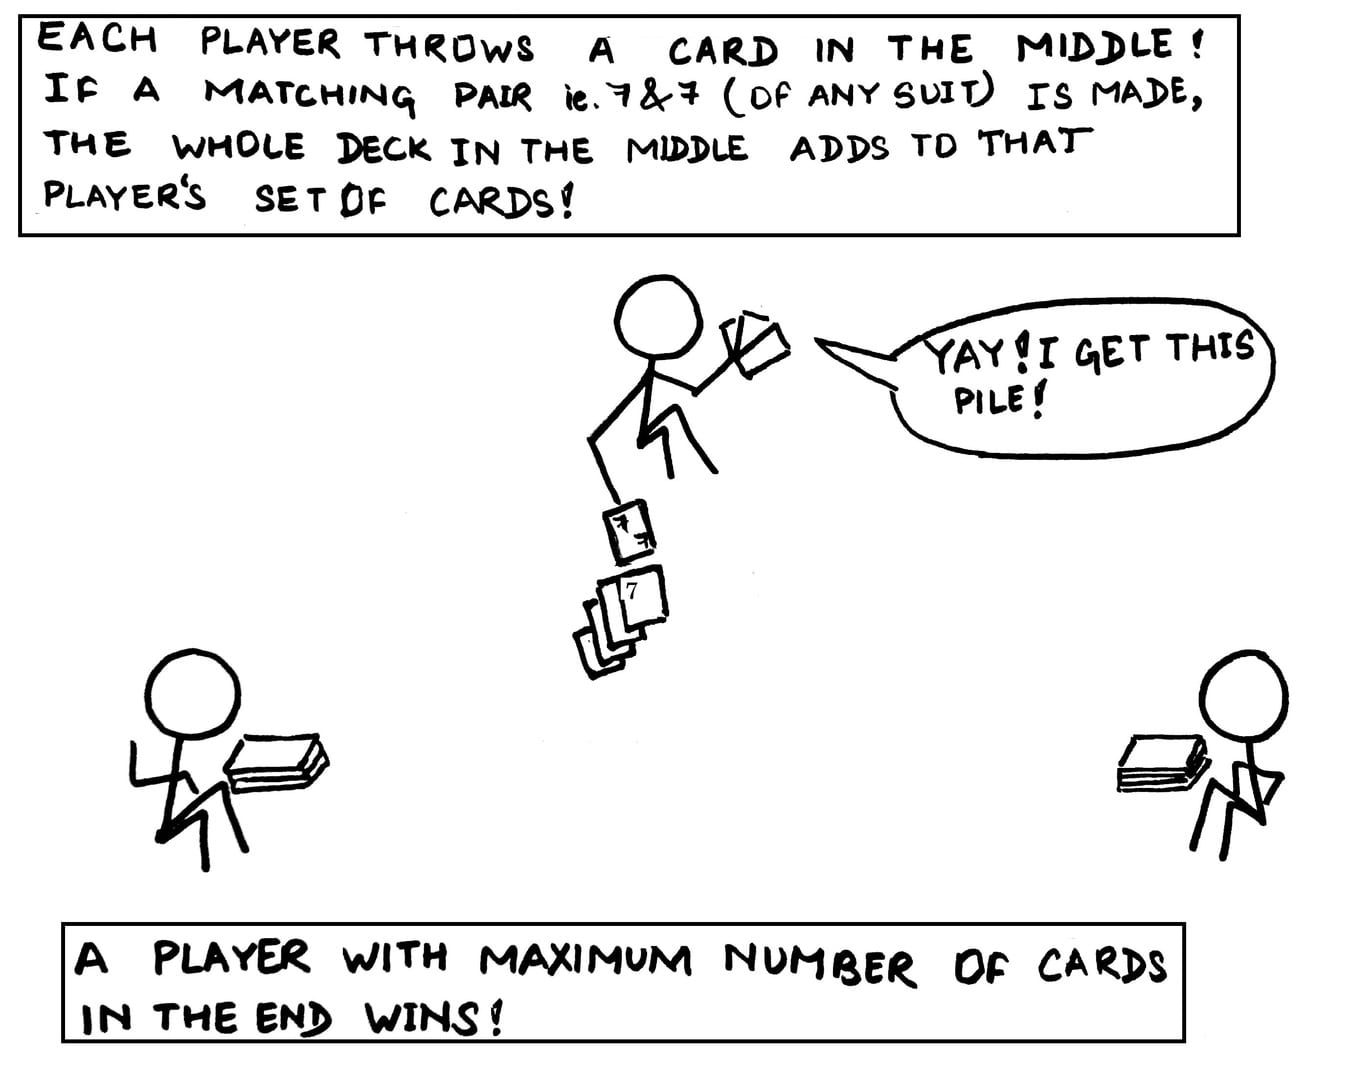 EACH PLAYER THROWS A CARD IN THE MIDDLE!
IF A MATCHING PAIR ie. 7&7 (OF ANY SUIT) IS MADE,
THE WHOLE DECK IN THE MIDDLE ADDS TO THAT
PLAYER'S SET OF CARDS!
YAY! I GET THIS
PILE!
7
7
7
A PLAYER WITH MAXIMUM NUMBER OF CARDS
IN THE END WINS!